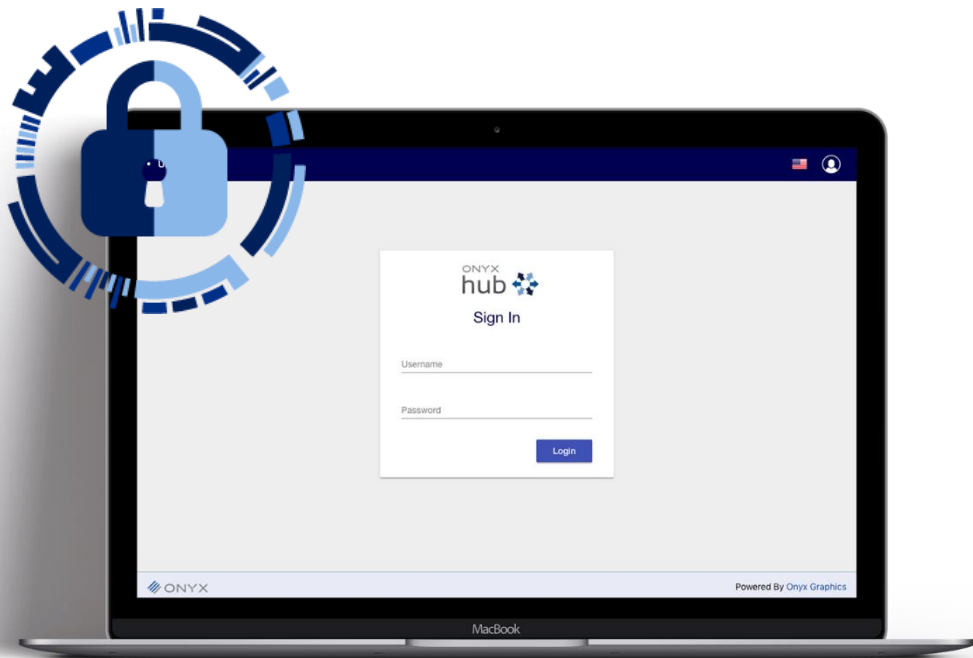 ONYX
hub
Sign In
Username
Password
Login
ONYX
Powered By Onyx Graphics
MacBook